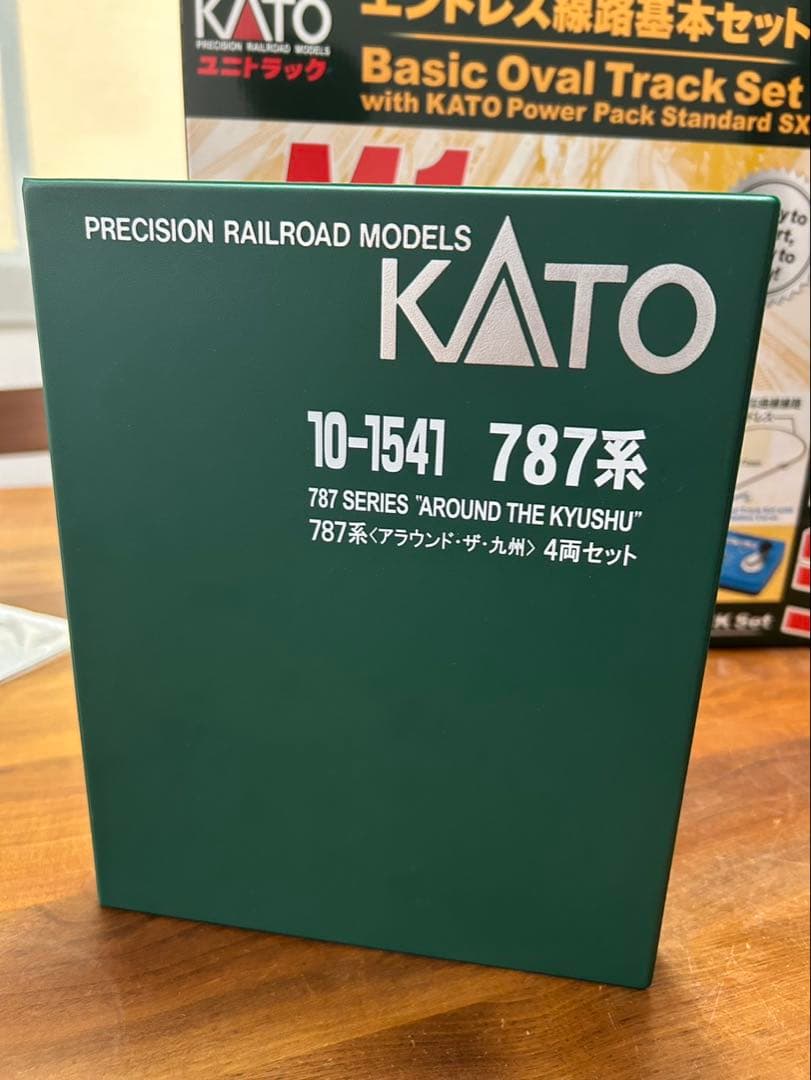 KATO
PRECISION RAILROAD MODELS
ユニトラック
エンドレス線路基本セット
Basic Oval Track Set
with KATO Power Pack Standard SX
M1
PRECISION RAILROAD MODELS
KATO
10-1541 787系
787 SERIES "AROUND THE KYUSHU"
787系〈アラウンド・ザ・九州〉4両セット
K Set